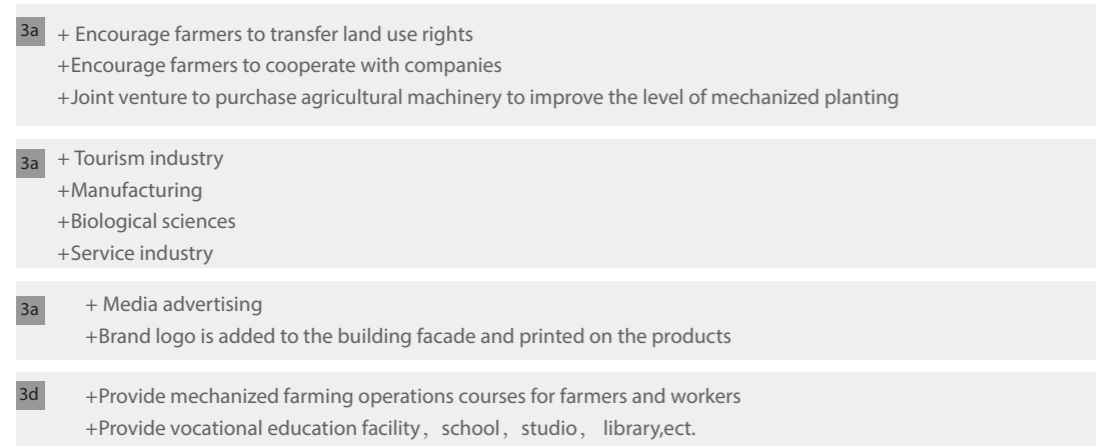 3a + Encourage farmers to transfer land use rights
+Encourage farmers to cooperate with companies
+Joint venture to purchase agricultural machinery to improve the level of mechanized planting
3a + Tourism industry
+Manufacturing
+Biological sciences
+Service industry
3a + Media advertising
+Brand logo is added to the building facade and printed on the products
3d +Provide mechanized farming operations courses for farmers and workers
+Provide vocational education facility，school，studio， library,ect.